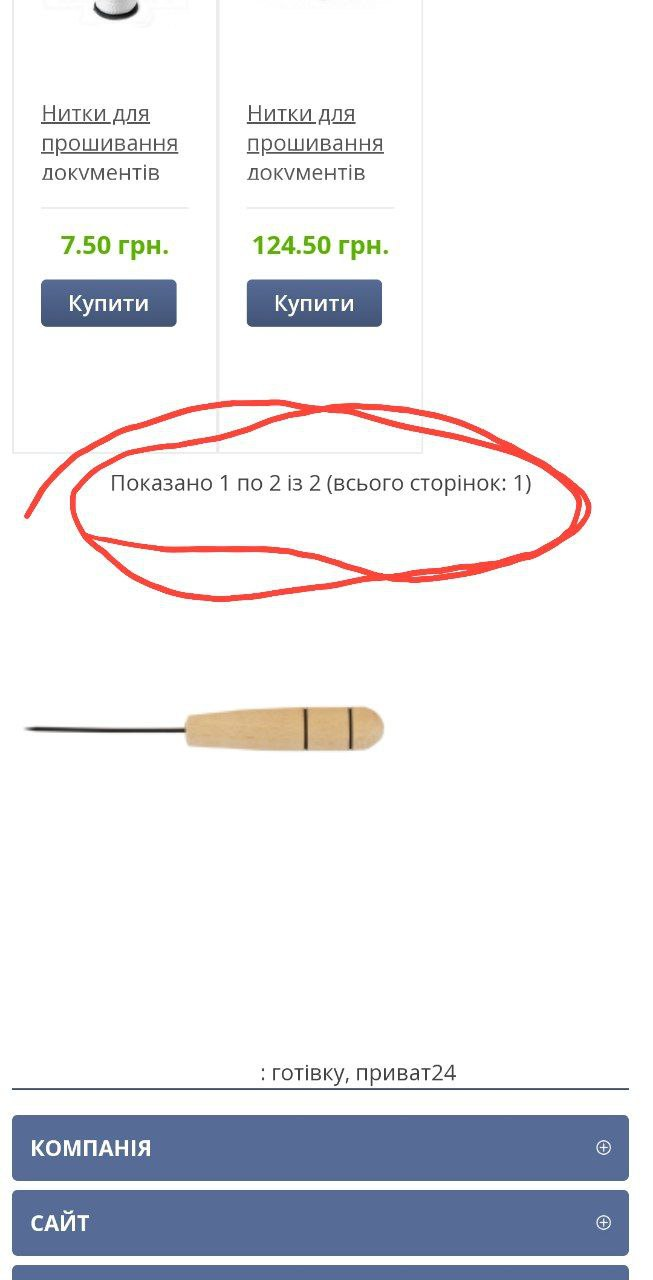 Нитки для
прошивання
документів
7.50 грн.
Купити
Нитки для
прошивання
документів
124.50 грн.
Купити
Показано 1 по 2 із 2 (всього сторінок: 1)
: готівку, приват24
КОМПАНІЯ
САЙТ